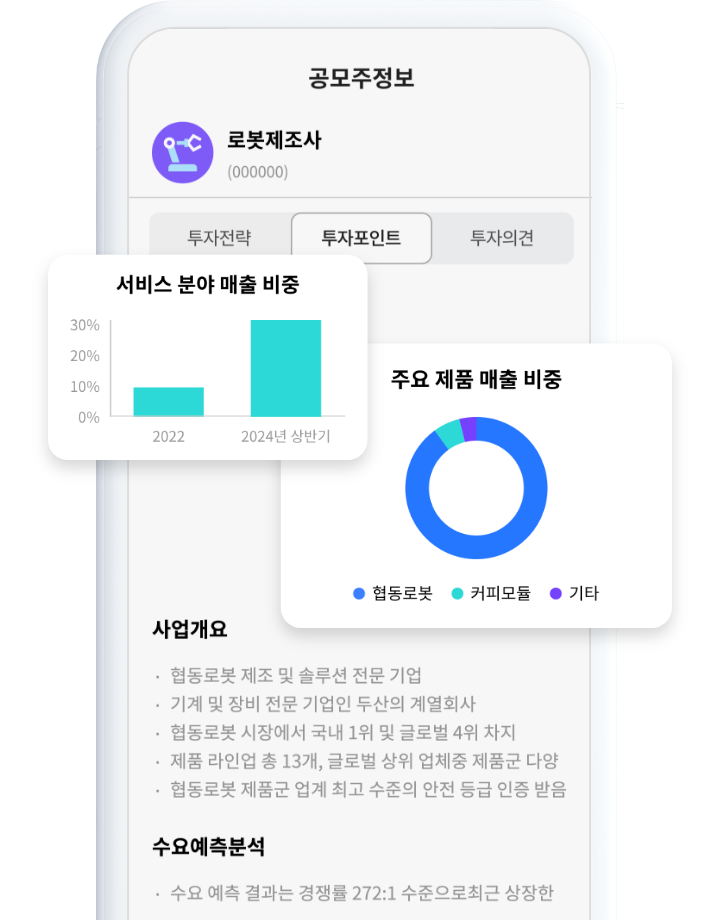 공모주정보
로봇제조사
(000000)
투자전략 투자포인트 투자의견
서비스 분야 매출 비중
30%
20%
10%
0%
2022 2024년 상반기
주요 제품 매출 비중
협동로봇 커피모듈 기타
사업개요
· 협동로봇 제조 및 솔루션 전문 기업
· 기계 및 장비 전문 기업인 두산의 계열회사
· 협동로봇 시장에서 국내 1위 및 글로벌 4위 차지
· 제품 라인업 총 13개, 글로벌 상위 업체중 제품군 다양
· 협동로봇 제품군 업계 최고 수준의 안전 등급 인증 받음
수요예측분석
· 수요 예측 결과는 경쟁률 272:1 수준으로최근 상장한